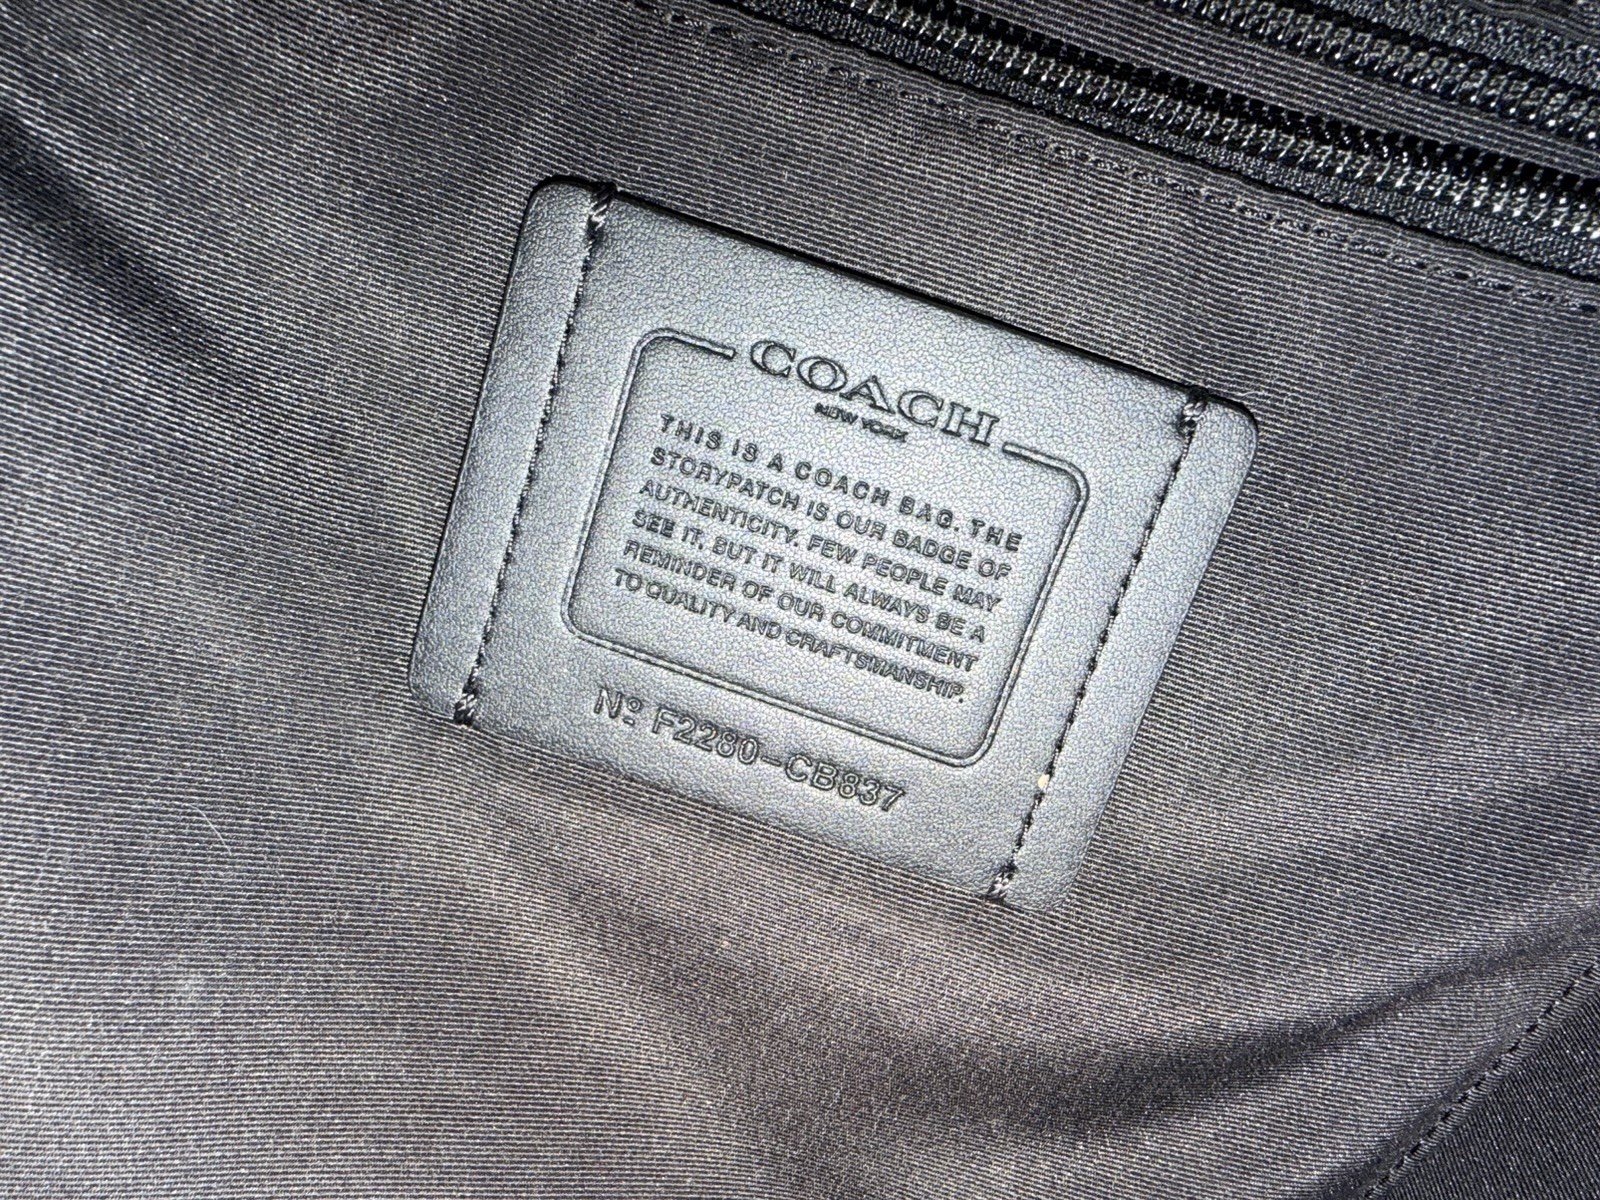 COACH
NEW YORK
THIS IS A COACH BAG. THE
STORYPATCH IS OUR BADGE OF
AUTHENTICITY. FEW PEOPLE MAY
SEE IT, BUT IT WILL ALWAYS BE A
REMINDER OF OUR COMMITMENT
TO QUALITY AND CRAFTSMANSHIP.
Nº F2280-CB837